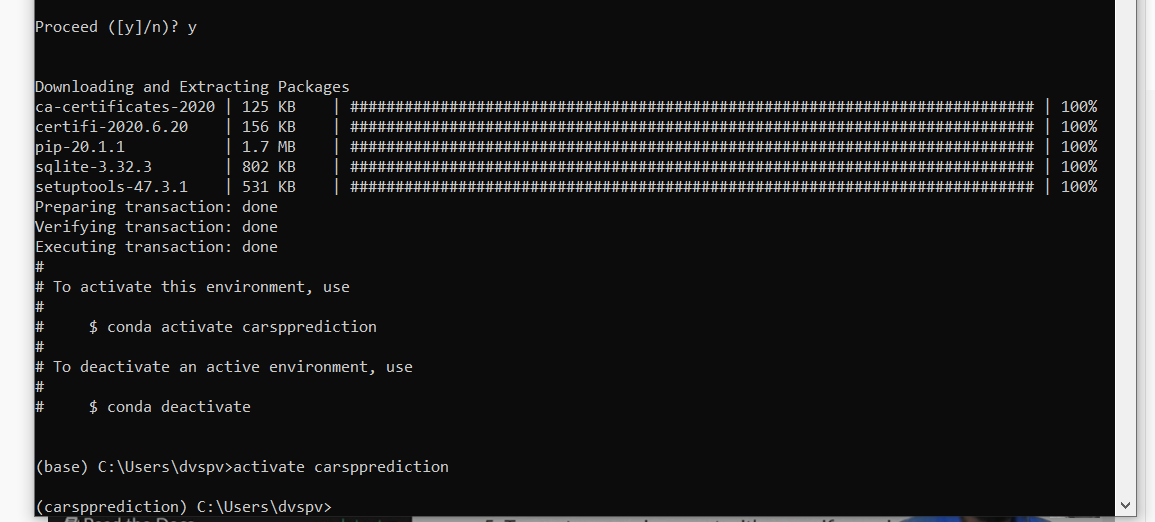 Proceed ([y]/n)? y
Downloading and Extracting Packages
ca-certificates-2020 | 125 KB    | ############################################################################ | 100%
certifi-2020.6.20    | 156 KB    | ############################################################################ | 100%
pip-20.1.1           | 1.7 MB    | ############################################################################ | 100%
sqlite-3.32.3        | 802 KB    | ############################################################################ | 100%
setuptools-47.3.1    | 531 KB    | ############################################################################ | 100%
Preparing transaction: done
Verifying transaction: done
Executing transaction: done
#
# To activate this environment, use
#
#     $ conda activate carspprediction
#
# To deactivate an active environment, use
#
#     $ conda deactivate
(base) C:\Users\dvspv>activate carspprediction
(carspprediction) C:\Users\dvspv>